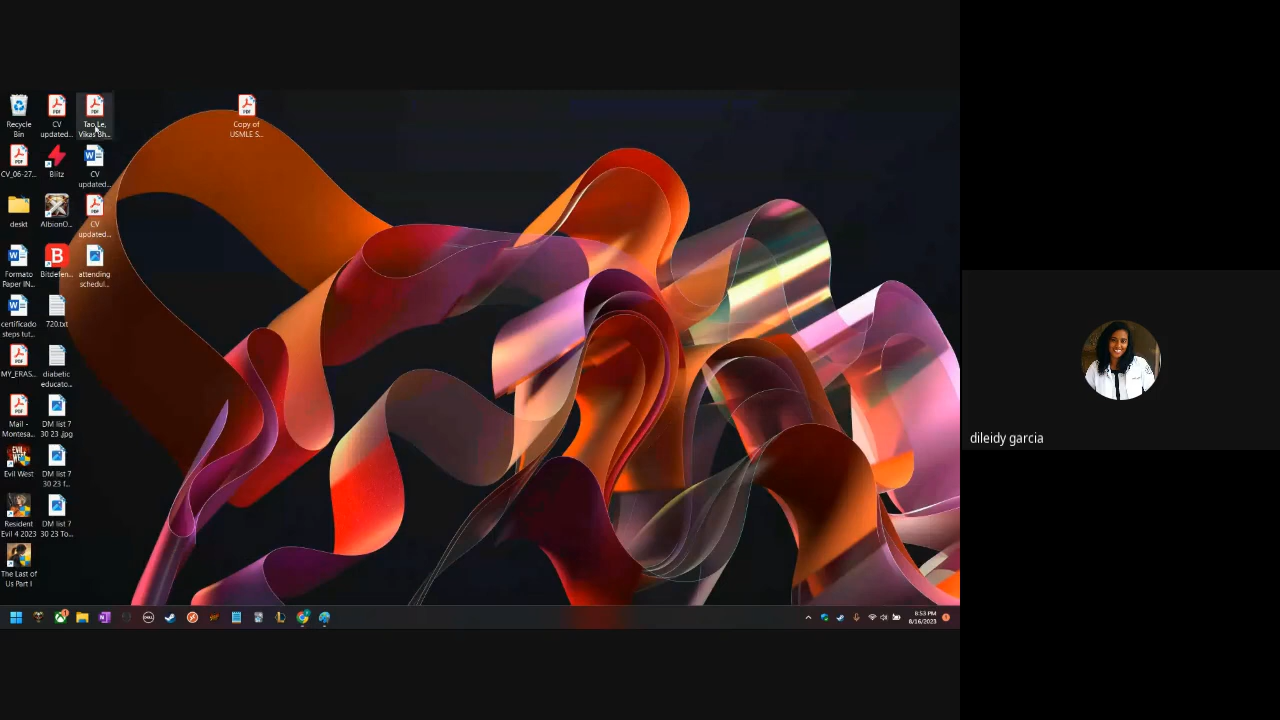 Recycle
Bin
CV
updated...
Tao Le,
Vikas Bh...
Copy of
USMLE S...
CV_06-27...
Blitz
CV
updated...
deskt
AlbionO...
CV
updated...
Formato
Paper IN...
Bitdefen...
attending
schedul...
certificado
steps tut...
720.txt
MY_ERAS...
diabetic
educato...
Mail -
Montesa...
DM list 7
30 23 .jpg
Evil West
DM list 7
30 23 f...
Resident
Evil 4 2023
DM list 7
30 23 To...
The Last of
Us Part I
8:53 PM
8/16/2023
dileidy garcia